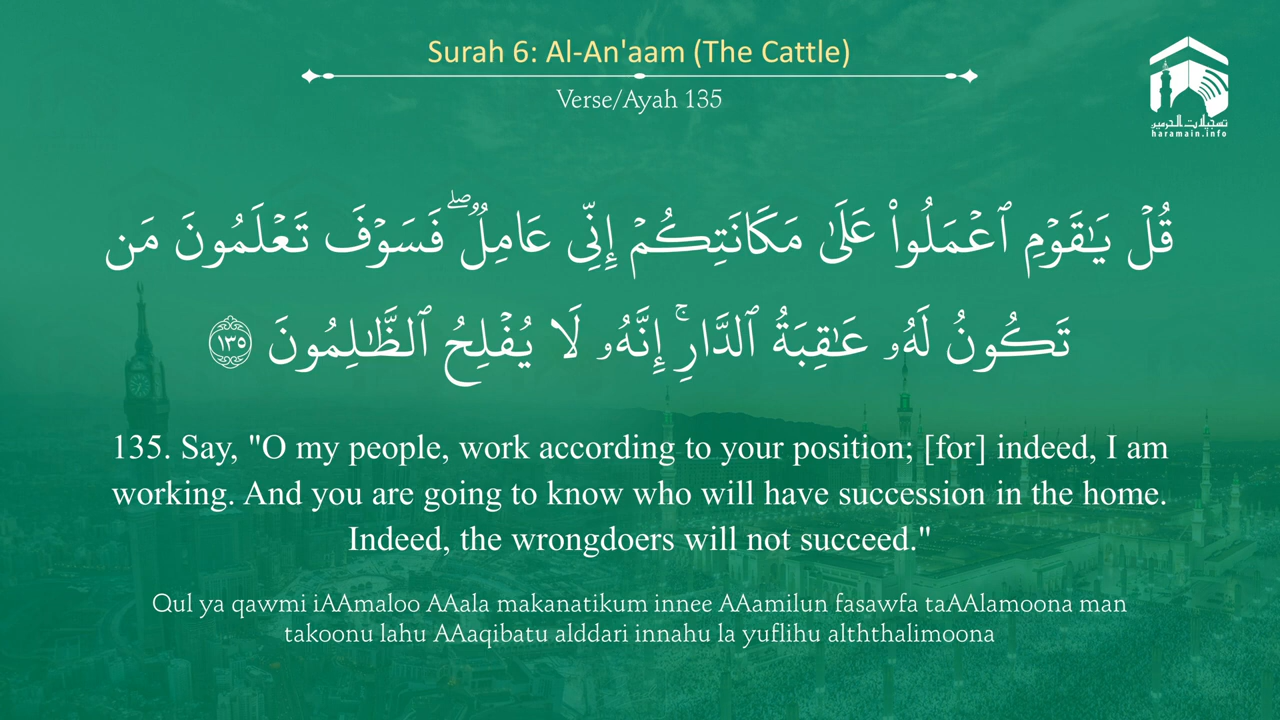 Surah 6: Al-An'aam (The Cattle)
Verse/Ayah 135
تسجيلات الحرمين
haramain.info
قُلْ يَـٰقَوْمِ ٱعْمَلُوا۟ عَلَىٰ مَكَانَتِكُمْ إِنِّى عَامِلٌ ۖ فَسَوْفَ تَعْلَمُونَ مَن
تَكُونُ لَهُۥ عَـٰقِبَةُ ٱلدَّارِ ۚ إِنَّهُۥ لَا يُفْلِحُ ٱلظَّـٰلِمُونَ ١٣٥
135. Say, "O my people, work according to your position; [for] indeed, I am
working. And you are going to know who will have succession in the home.
Indeed, the wrongdoers will not succeed."
Qul ya qawmi iAAmaloo AAala makanatikum innee AAamilun fasawfa taAAlamoona man
takoonu lahu AAaqibatu alddari innahu la yuflihu alththalimoona